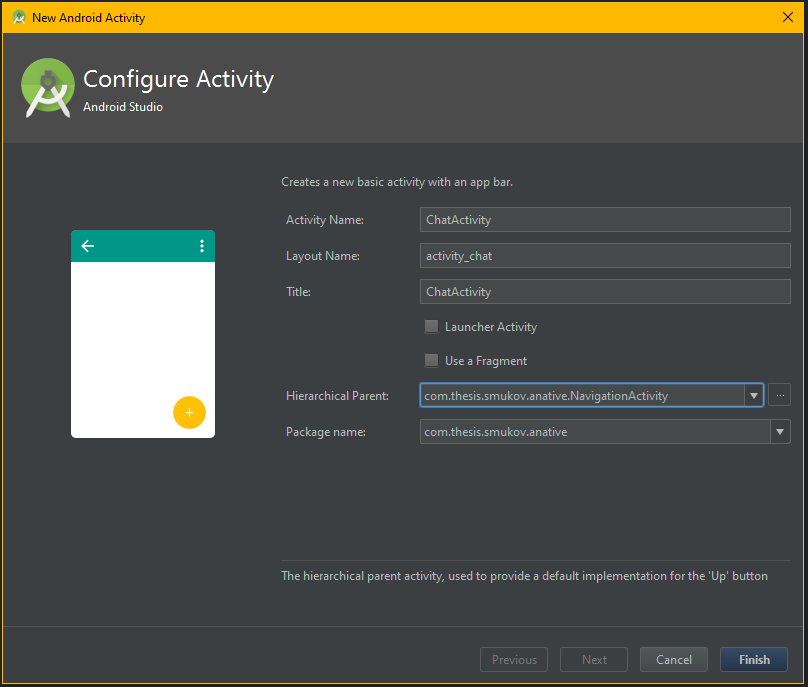 New Android Activity
Configure Activity
Android Studio
Creates a new basic activity with an app bar.
Activity Name: ChatActivity
Layout Name: activity_chat
Title: ChatActivity
Launcher Activity
Use a Fragment
Hierarchical Parent: com.thesis.smukov.anative.NavigationActivity ...
Package name: com.thesis.smukov.anative
The hierarchical parent activity, used to provide a default implementation for the 'Up' button
Previous Next Cancel Finish